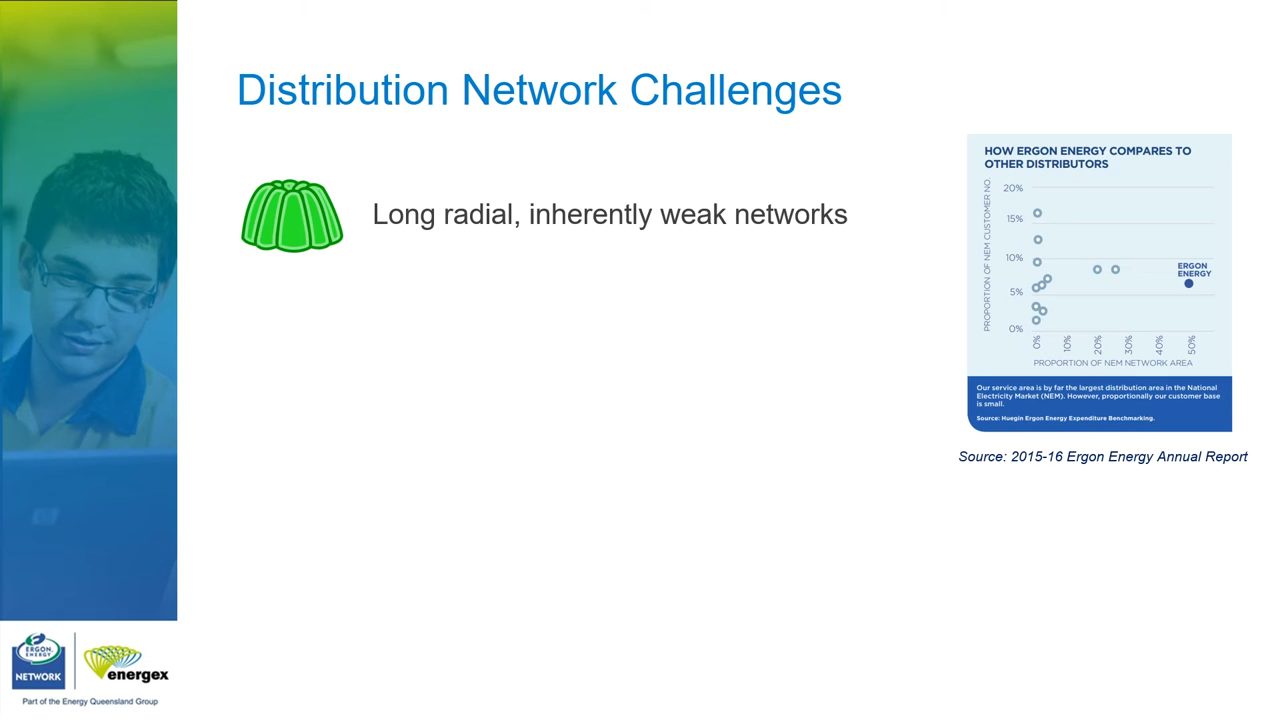 Distribution Network Challenges
Long radial, inherently weak networks
HOW ERGON ENERGY COMPARES TO
OTHER DISTRIBUTORS
PROPORTION OF NEM CUSTOMER NO.
20%
15%
10%
5%
0%
ERGON
ENERGY
0%
10%
20%
30%
40%
50%
PROPORTION OF NEM NETWORK AREA
Our service area is by far the largest distribution area in the National
Electricity Market (NEM). However, proportionally our customer base
is small.
Source: Huegin Ergon Energy Expenditure Benchmarking.
Source: 2015-16 Ergon Energy Annual Report
ERGON
ENERGY
NETWORK
energex
Part of the Energy Queensland Group